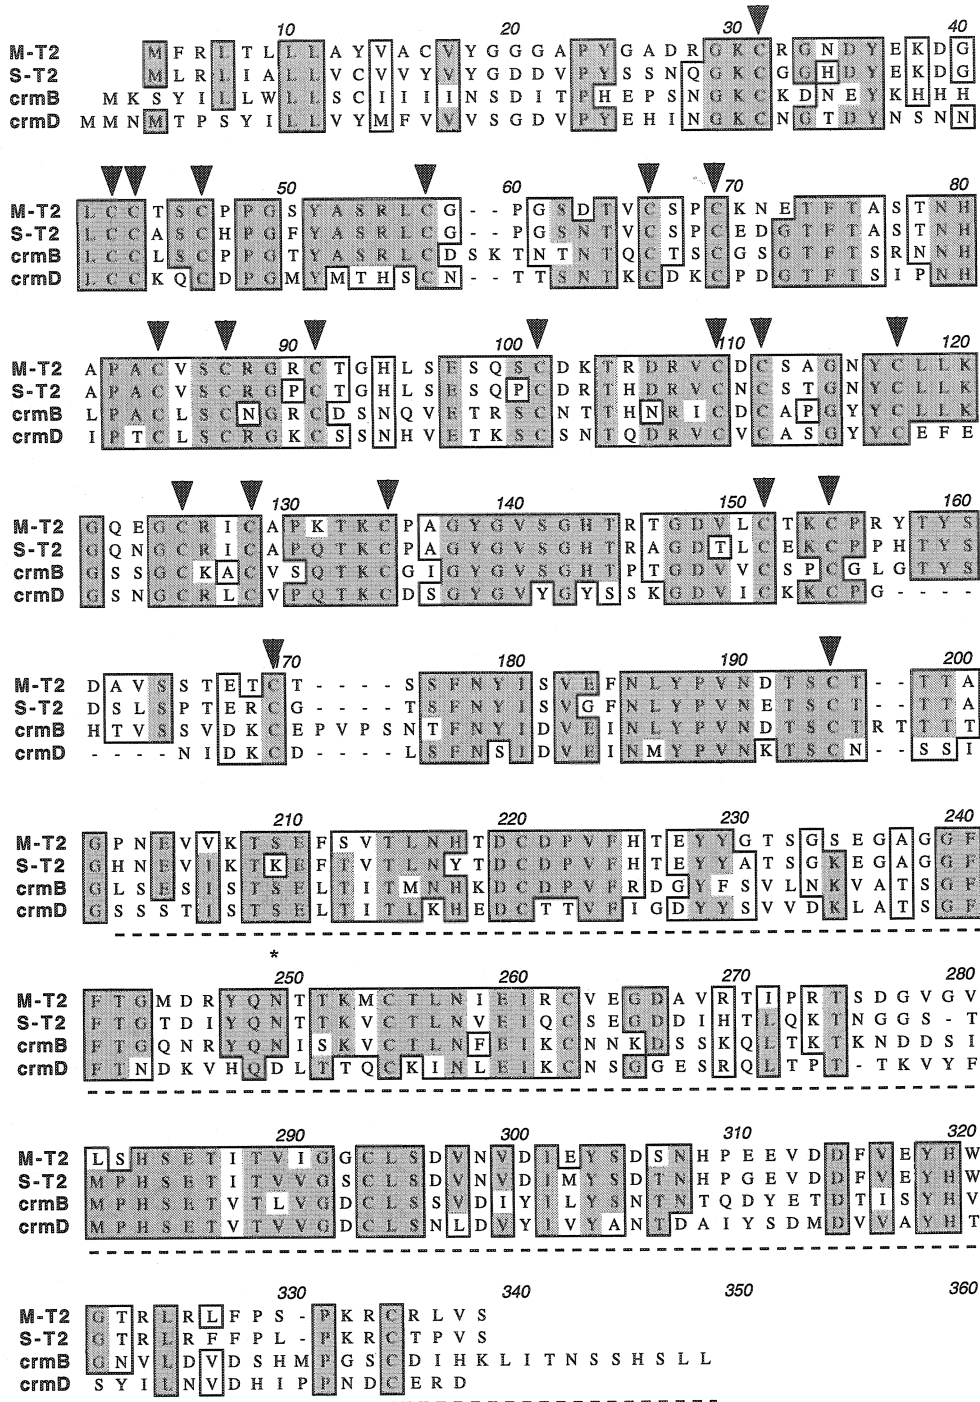 10 20 30 40
M-T2 M F R L T L L L A Y V A C V Y G G G A P Y G A D R G K C R G N D Y E K D G
S-T2 M L R L I A L L V C V V Y V Y G D D V P Y S S N Q G K C G G H D Y E K D G
crmB M K S Y I L L W L L S C I I I I N S D I T P H E P S N G K C K D N E Y K H H H
crmD M M N M T P S Y I L L V Y M F V V V S G D V P Y E H I N G K C N G T D Y N S N N
50 60 70 80
M-T2 L C C T S C P P G S Y A S R L C G - - P G S D T V C S P C K N E T F T A S T N H
S-T2 L C C A S C H P G F Y A S R L C G - - P G S N T V C S P C E D G T F T A S T N H
crmB L C C L S C P P G T Y A S R L C D S K T N T N T Q C T S C G S G T F T S R N N H
crmD L C C K Q C D P G M Y M T H S C N - - T T S N T K C D K C P D G T F T S I P N H
90 100 110 120
M-T2 A P A C V S C R G R C T G H L S E S Q S C D K T R D R V C D C S A G N Y C L L K
S-T2 A P A C V S C R G P C T G H L S E S Q P C D R T H D R V C N C S T G N Y C L L K
crmB L P A C L S C N G R C D S N Q V E T R S C N T T H N R I C D C A P G Y Y C L L K
crmD I P T C L S C R G K C S S N H V E T K S C S N T Q D R V C V C A S G Y Y C E F E
130 140 150 160
M-T2 G Q E G C R I C A P K T K C P A G Y G V S G H T R T G D V L C T K C P R Y T Y S
S-T2 G Q N G C R I C A P Q T K C P A G Y G V S G H T R A G D T L C E K C P P H T Y S
crmB G S S G C K A C V S Q T K C G I G Y G V S G H T P T G D V V C S P C G L G T Y S
crmD G S N G C R L C V P Q T K C D S G Y G V Y G Y S S K G D V I C K K C P G - - - -
170 180 190 200
M-T2 D A V S S T E T C T - - - - S S F N Y I S V E F N L Y P V N D T S C T - - T T A
S-T2 D S L S P T E R C G - - - - T S F N Y I S V G F N L Y P V N E T S C T - - T T A
crmB H T V S S V D K C E P V P S N T F N Y I D V E I N L Y P V N D T S C T R T T T T
crmD - - - - N I D K C D - - - - L S F N S I D V E I N M Y P V N K T S C N - - S S I
210 220 230 240
M-T2 G P N E V V K T S E F S V T L N H T D C D P V F H T E Y Y G T S G S E G A G G F
S-T2 G H N E V I K T K E F T V T L N Y T D C D P V F H T E Y Y A T S G K E G A G G F
crmB G L S E S I S T S E L T I T M N H K D C D P V F R D G Y F S V L N K V A T S G F
crmD G S S S T I S T S E L T I T L K H E D C T T V F I G D Y Y S V V D K L A T S G F
*
250 260 270 280
M-T2 F T G M D R Y Q N T T K M C T L N I E I R C V E G D A V R T I P R T S D G V G V
S-T2 F T G T D I Y Q N T T K V C T L N V E I Q C S E G D D I H T L Q K T N G G S - T
crmB F T G Q N R Y Q N I S K V C T L N F E I K C N N K D S S K Q L T K T K N D D S I
crmD F T N D K V H Q D L T T Q C K I N L E I K C N S G G E S R Q L T P T - T K V Y F
290 300 310 320
M-T2 L S H S E T I T V I G G C L S D V N V D I E Y S D S N H P E E V D D F V E Y H W
S-T2 M P H S E T I T V V G S C L S D V N V D I M Y S D T N H P G E V D D F V E Y H W
crmB M P H S E T V T L V G D C L S S V D I Y I L Y S N T N T Q D Y E T D T I S Y H V
crmD M P H S E T V T V V G D C L S N L D V Y I V Y A N T D A I Y S D M D V V A Y H T
330 340 350 360
M-T2 G T R L R L F P S - P K R C R L V S
S-T2 G T R L R F F P L - P K R C T P V S
crmB G N V L D V D S H M P G S C D I H K L I T N S S H S L L
crmD S Y I L N V D H I P P N D C E R D